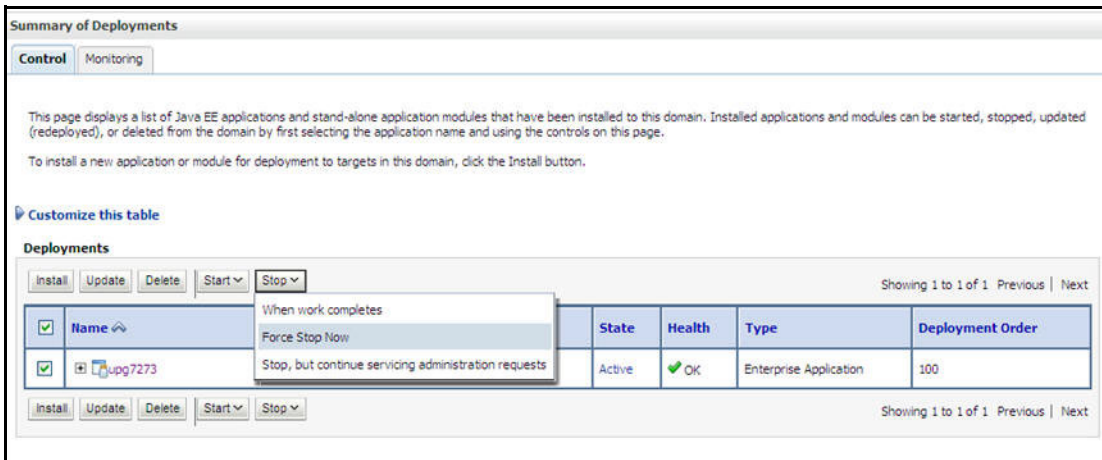 Summary of Deployments
Control Monitoring
This page displays a list of Java EE applications and stand-alone application modules that have been installed to this domain. Installed applications and modules can be started, stopped, updated
(redeployed), or deleted from the domain by first selecting the application name and using the controls on this page.
To install a new application or module for deployment to targets in this domain, click the Install button.
Customize this table
Deployments
Install Update Delete Start Stop Showing 1 to 1 of 1 Previous | Next
When work completes
Force Stop Now
Stop, but continue servicing administration requests
Name State Health Type Deployment Order
upg7273 Active OK Enterprise Application 100
Install Update Delete Start Stop Showing 1 to 1 of 1 Previous | Next